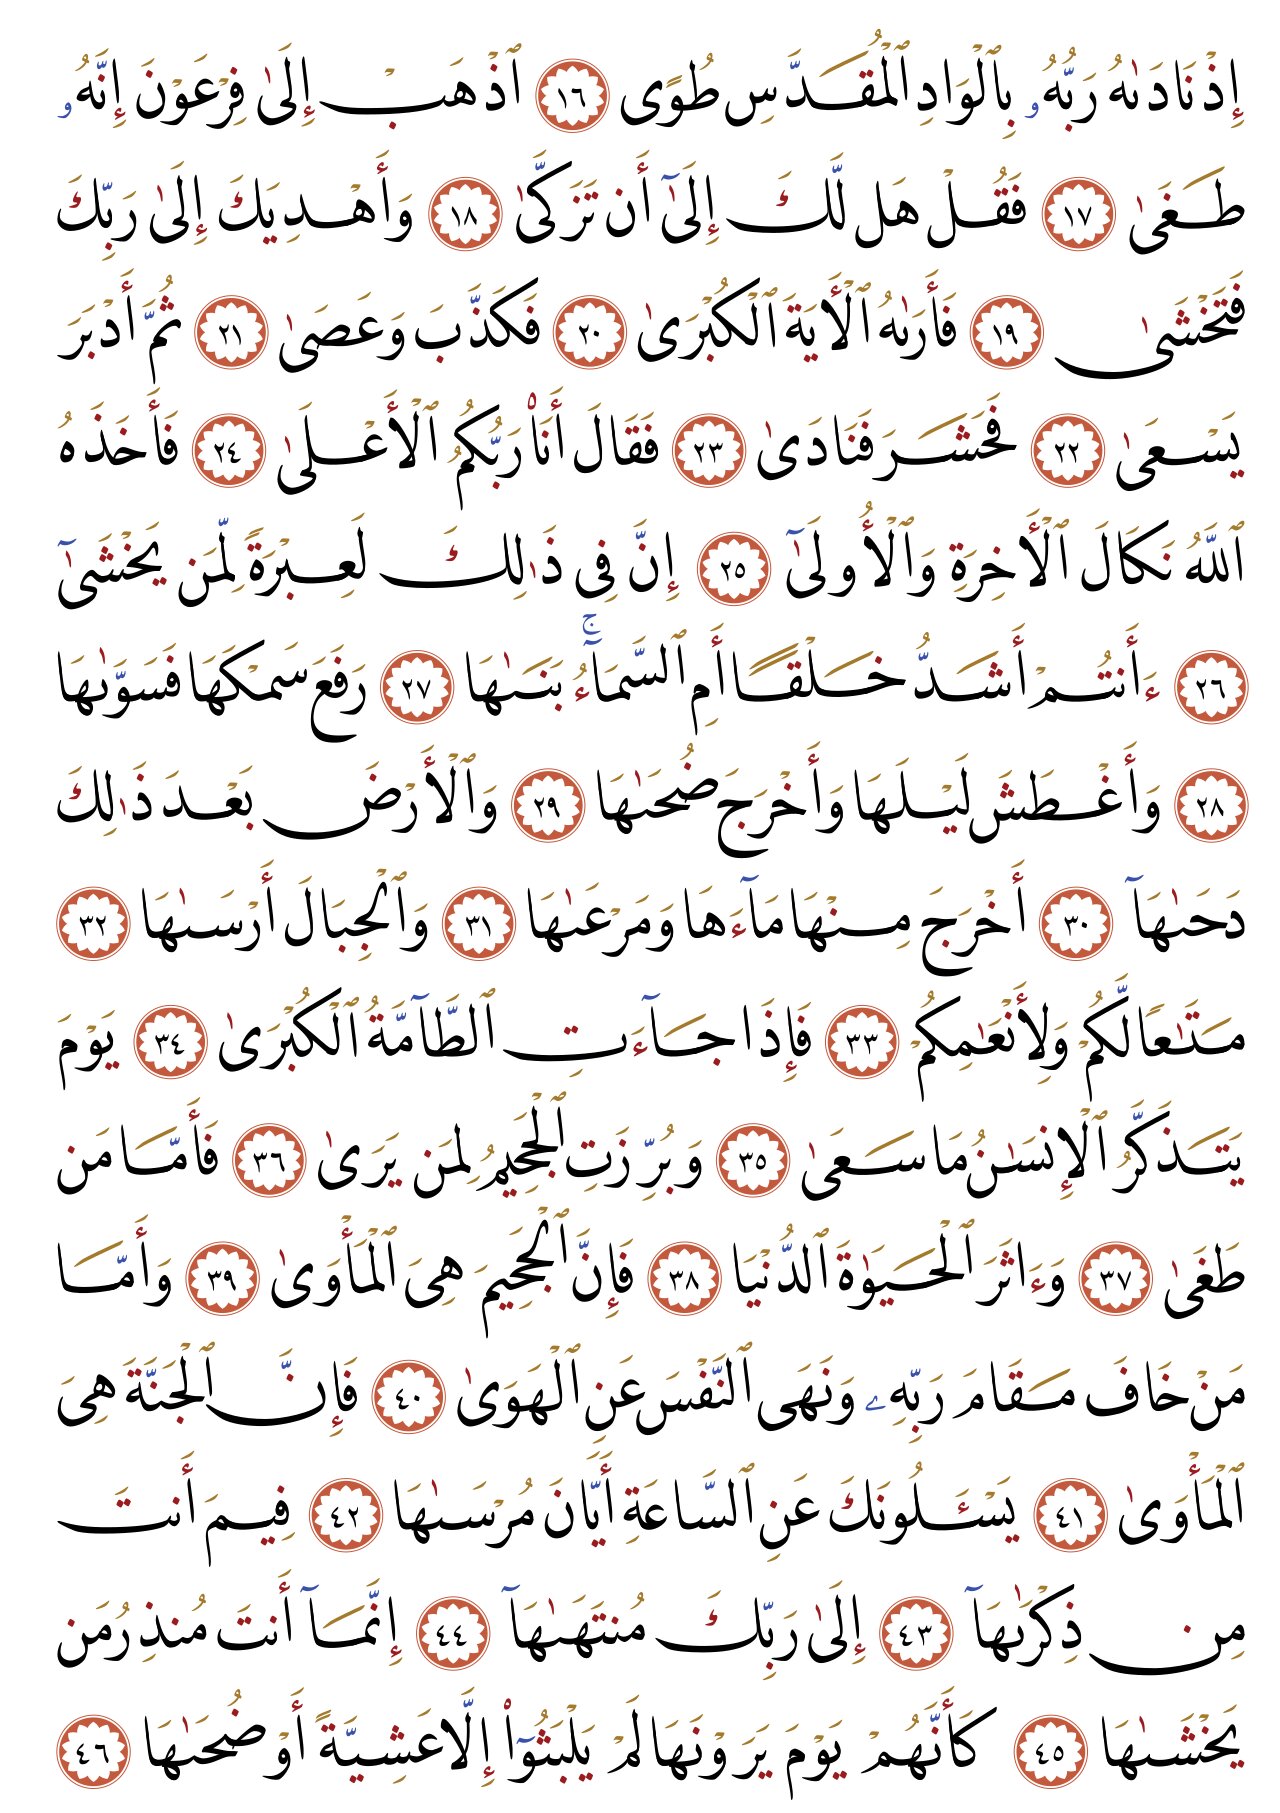 إِذۡ نَادَىٰهُ رَبُّهُۥ بِٱلۡوَادِ ٱلۡمُقَدَّسِ طُوًى ١٦ ٱذۡهَبۡ إِلَىٰ فِرۡعَوۡنَ إِنَّهُۥ
طَغَىٰ ١٧ فَقُلۡ هَل لَّكَ إِلَىٰٓ أَن تَزَكَّىٰ ١٨ وَأَهۡدِيَكَ إِلَىٰ رَبِّكَ
فَتَخۡشَىٰ ١٩ فَأَرَىٰهُ ٱلۡأٓيَةَ ٱلۡكُبۡرَىٰ ٢٠ فَكَذَّبَ وَعَصَىٰ ٢١ ثُمَّ أَدۡبَرَ
يَسۡعَىٰ ٢٢ فَحَشَرَ فَنَادَىٰ ٢٣ فَقَالَ أَنَا۠ رَبُّكُمُ ٱلۡأَعۡلَىٰ ٢٤ فَأَخَذَهُ
ٱللَّهُ نَكَالَ ٱلۡأٓخِرَةِ وَٱلۡأُولَىٰٓ ٢٥ إِنَّ فِي ذَٰلِكَ لَعِبۡرَةٗ لِّمَن يَخۡشَىٰٓ
٢٦ ءَأَنتُمۡ أَشَدُّ خَلۡقًا أَمِ ٱلسَّمَآءُۚ بَنَىٰهَا ٢٧ رَفَعَ سَمۡكَهَا فَسَوَّىٰهَا
٢٨ وَأَغۡطَشَ لَيۡلَهَا وَأَخۡرَجَ ضُحَىٰهَا ٢٩ وَٱلۡأَرۡضَ بَعۡدَ ذَٰلِكَ
دَحَىٰهَآ ٣٠ أَخۡرَجَ مِنۡهَا مَآءَهَا وَمَرۡعَىٰهَا ٣١ وَٱلۡجِبَالَ أَرۡسَىٰهَا ٣٢
مَتَٰعٗا لَّكُمۡ وَلِأَنۡعَٰمِكُمۡ ٣٣ فَإِذَا جَآءَتِ ٱلطَّآمَّةُ ٱلۡكُبۡرَىٰ ٣٤ يَوۡمَ
يَتَذَكَّرُ ٱلۡإِنسَٰنُ مَا سَعَىٰ ٣٥ وَبُرِّزَتِ ٱلۡجَحِيمُ لِمَن يَرَىٰ ٣٦ فَأَمَّا مَن
طَغَىٰ ٣٧ وَءَاثَرَ ٱلۡحَيَوٰةَ ٱلدُّنۡيَا ٣٨ فَإِنَّ ٱلۡجَحِيمَ هِيَ ٱلۡمَأۡوَىٰ ٣٩ وَأَمَّا
مَنۡ خَافَ مَقَامَ رَبِّهِۦ وَنَهَى ٱلنَّفۡسَ عَنِ ٱلۡهَوَىٰ ٤٠ فَإِنَّ ٱلۡجَنَّةَ هِيَ
ٱلۡمَأۡوَىٰ ٤١ يَسۡـَٔلُونَكَ عَنِ ٱلسَّاعَةِ أَيَّانَ مُرۡسَىٰهَا ٤٢ فِيمَ أَنتَ
مِن ذِكۡرَىٰهَآ ٤٣ إِلَىٰ رَبِّكَ مُنتَهَىٰهَآ ٤٤ إِنَّمَآ أَنتَ مُنذِرُ مَن
يَخۡشَىٰهَا ٤٥ كَأَنَّهُمۡ يَوۡمَ يَرَوۡنَهَا لَمۡ يَلۡبَثُوٓاْ إِلَّا عَشِيَّةً أَوۡ ضُحَىٰهَا ٤٦